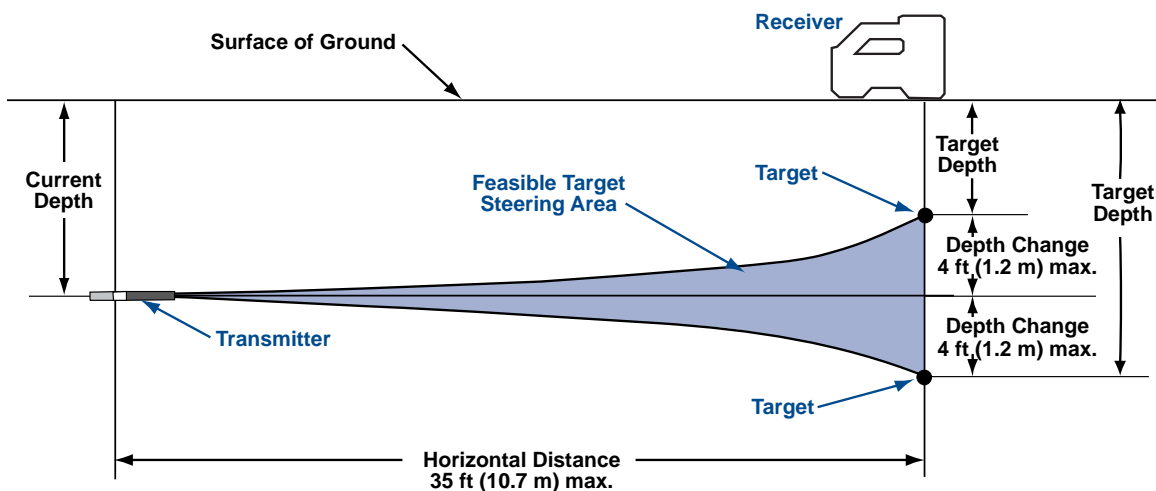 Receiver
Surface of Ground
Current
Depth
Feasible Target
Steering Area
Target
Target
Depth
Target
Depth
Depth Change
4 ft (1.2 m) max.
Transmitter
Depth Change
4 ft (1.2 m) max.
Target
Horizontal Distance
35 ft (10.7 m) max.